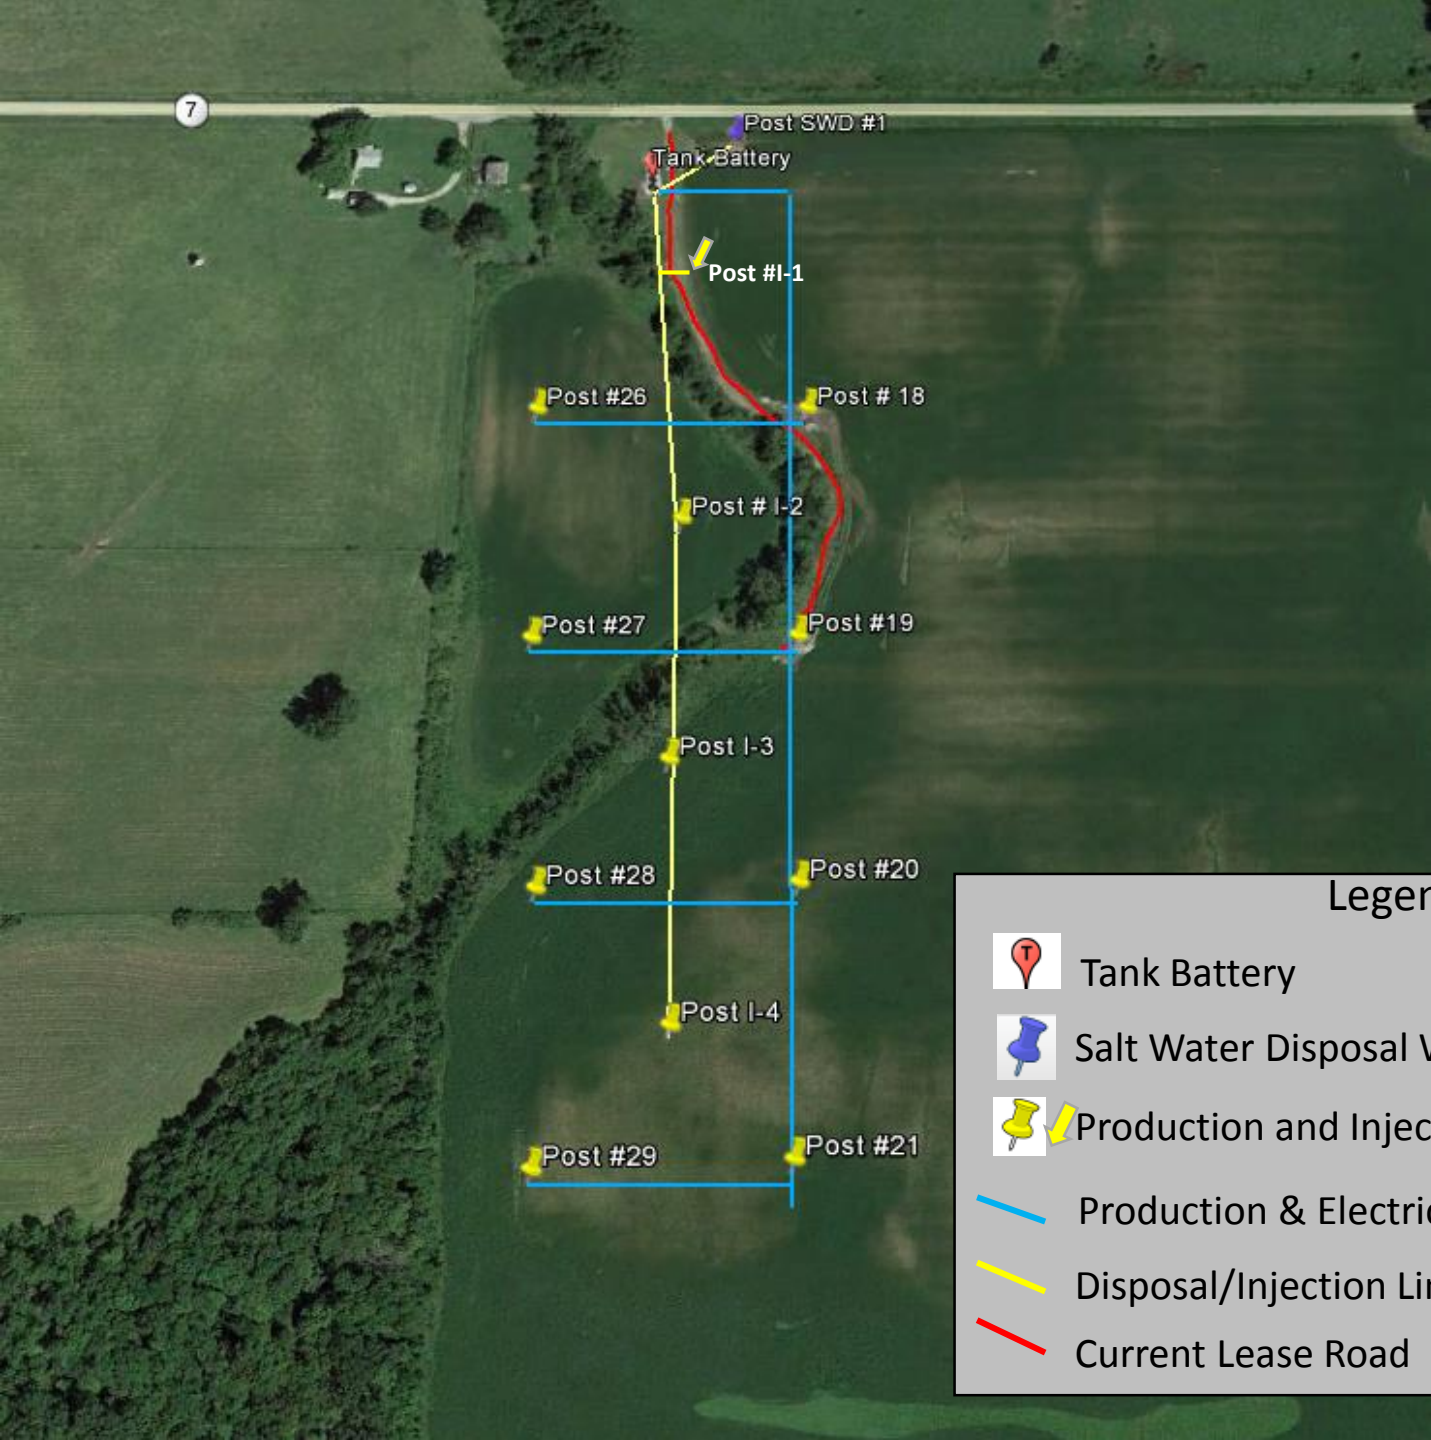 7
Post SWD #1
Tank Battery
Post #I-1
Post #26
Post # 18
Post # I-2
Post #27
Post #19
Post I-3
Post #28
Post #20
Post I-4
Post #29
Post #21
Legen
T
Tank Battery
Salt Water Disposal
Production and Injec
Production & Electric
Disposal/Injection Li
Current Lease Road